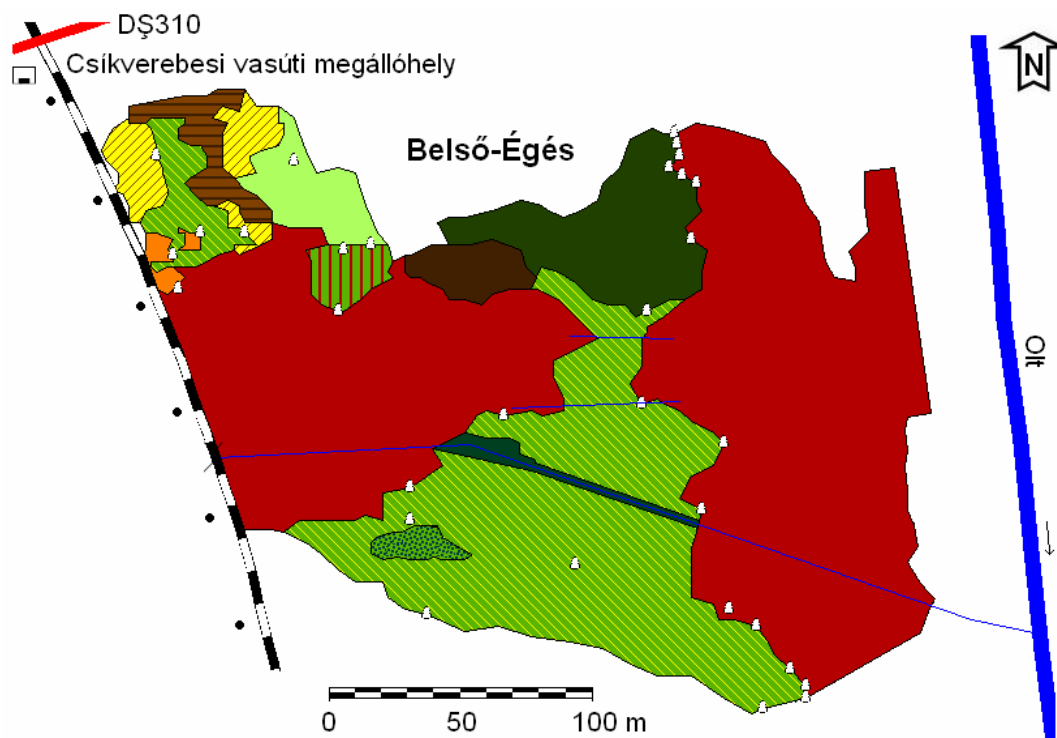 DŞ310
N
Csíkverebesi vasúti megállóhely
Belső-Égés
Olt
0 50 100 m